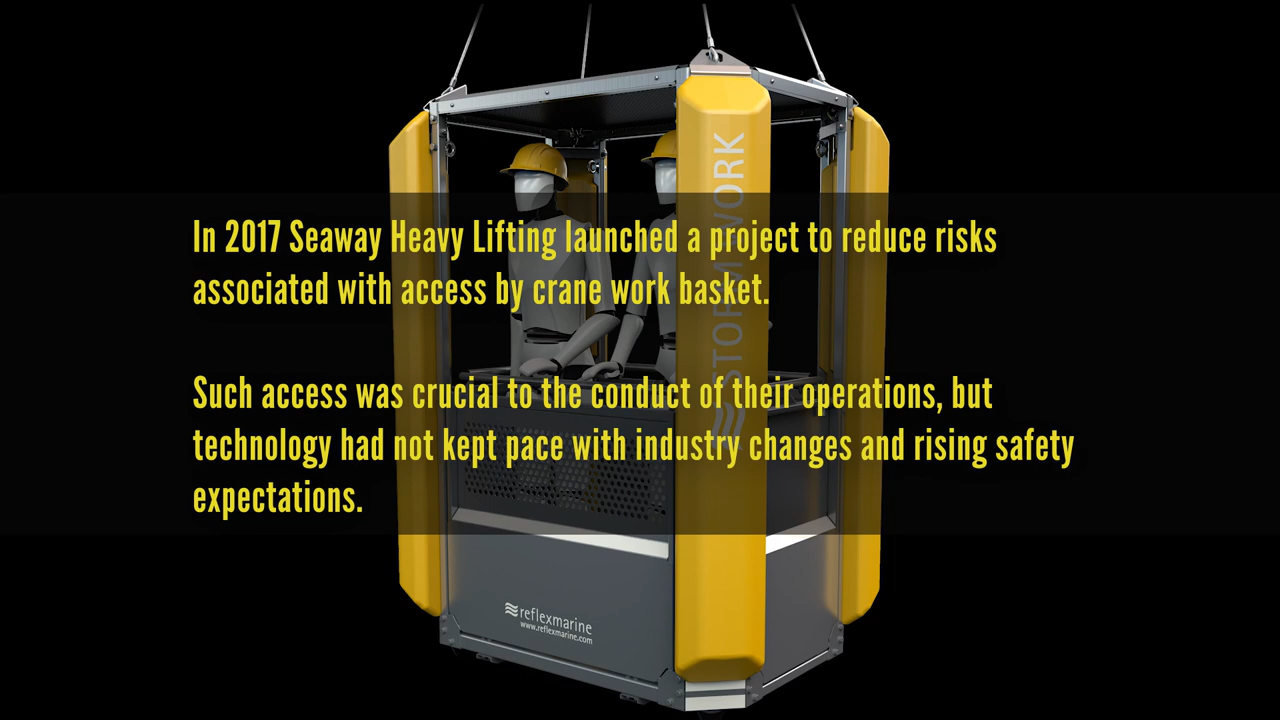 STORM-WORK
In 2017 Seaway Heavy Lifting launched a project to reduce risks
associated with access by crane work basket.
Such access was crucial to the conduct of their operations, but
technology had not kept pace with industry changes and rising safety
expectations.
reflexmarine
www.reflexmarine.com